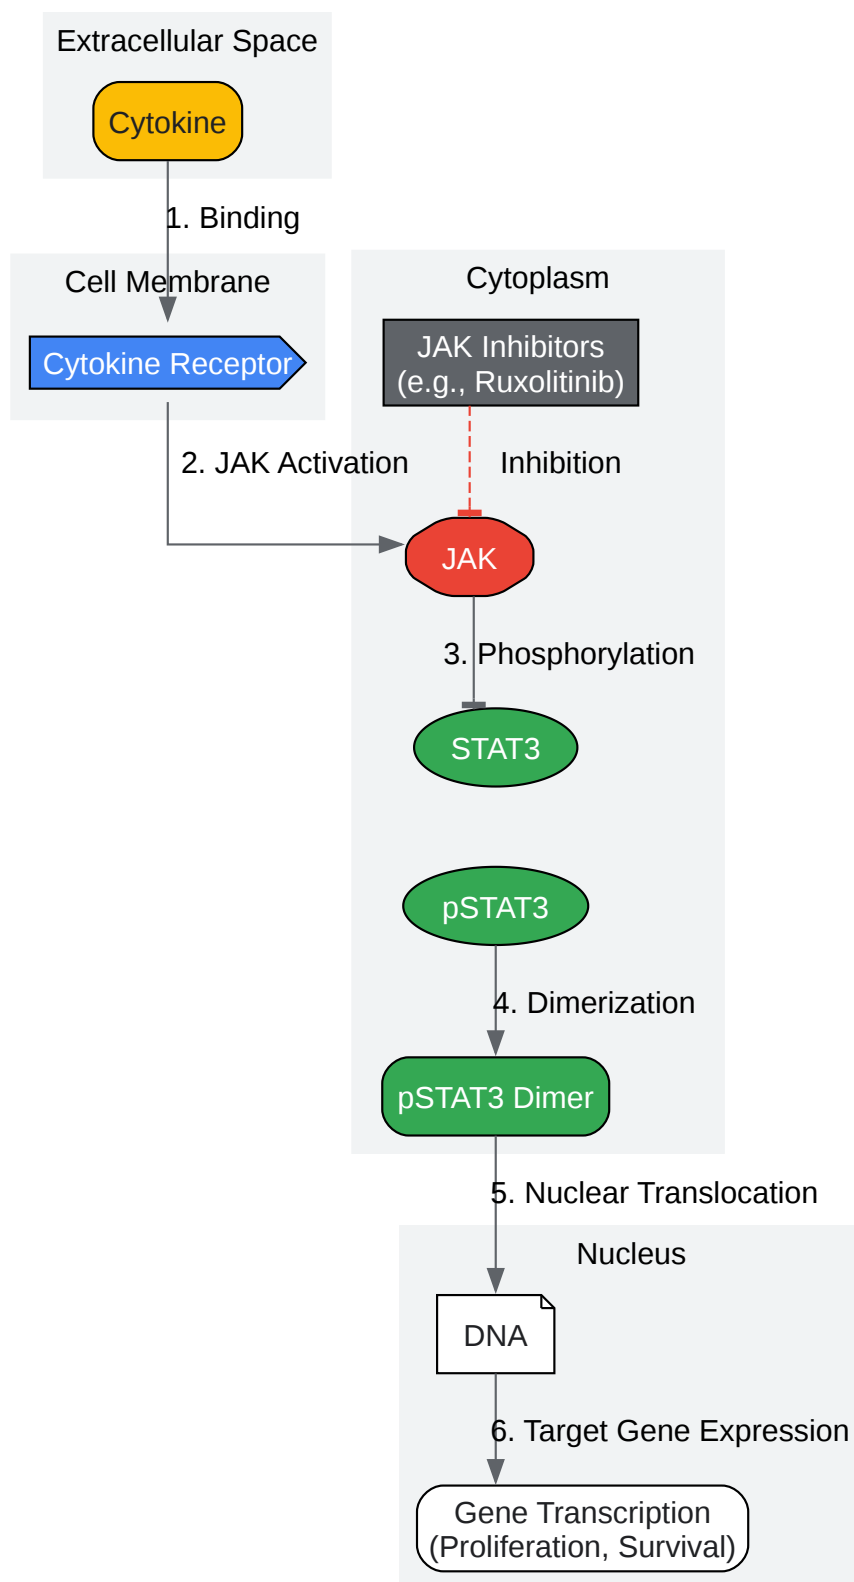 Extracellular Space
Cytokine
1. Binding
Cell Membrane
Cytokine Receptor
Cytoplasm
JAK Inhibitors
(e.g., Ruxolitinib)
2. JAK Activation
Inhibition
JAK
3. Phosphorylation
STAT3
pSTAT3
4. Dimerization
pSTAT3 Dimer
5. Nuclear Translocation
Nucleus
DNA
6. Target Gene Expression
Gene Transcription
(Proliferation, Survival)